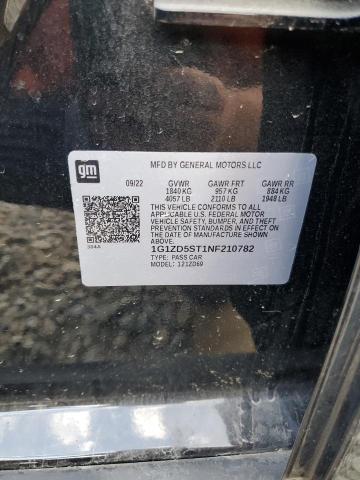 gm
MFD BY GENERAL MOTORS LLC
09/22 GVWR GAWR FRT GAWR RR
1840 KG 957 KG 884 KG
4057 LB 2110 LB 1948 LB
THIS VEHICLE CONFORMS TO ALL
APPLICABLE U.S. FEDERAL MOTOR
VEHICLE SAFETY, BUMPER, AND THEFT
PREVENTION STANDARDS IN EFFECT
ON THE DATE OF MANUFACTURE
SHOWN ABOVE.
384A
1G1ZD5ST1NF210782
TYPE: PASS CAR
MODEL: 121ZD69